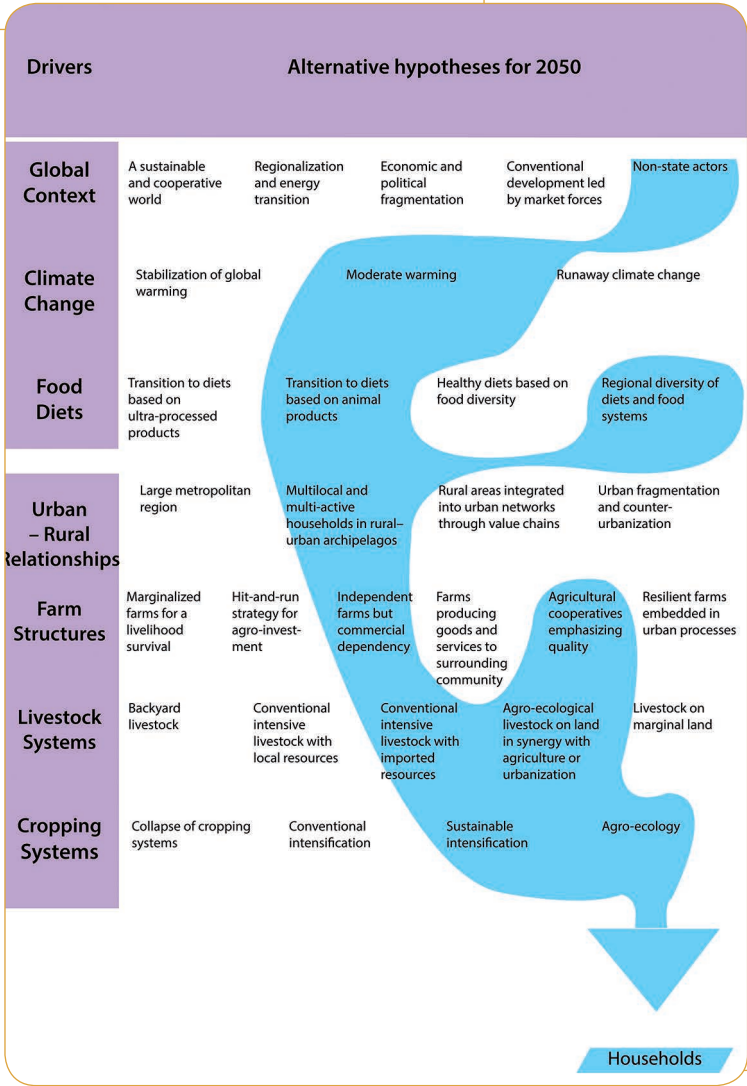 Drivers
Alternative hypotheses for 2050
Global
Context
A sustainable
and cooperative
world
Regionalization
and energy
transition
Economic and
political
fragmentation
Conventional
development led
by market forces
Non-state actors
Climate
Change
Stabilization of global
warming
Moderate warming
Runaway climate change
Food
Diets
Transition to diets
based on
ultra-processed
products
Transition to diets
based on animal
products
Healthy diets based on
food diversity
Regional diversity of
diets and food
systems
Urban
– Rural
Relationships
Large metropolitan
region
Multilocal and
multi-active
households in rural–
urban archipelagos
Rural areas integrated
into urban networks
through value chains
Urban fragmentation
and counter-
urbanization
Farm
Structures
Marginalized
farms for a
livelihood
survival
Hit-and-run
strategy for
agro-invest-
ment
Independent
farms but
commercial
dependency
Farms
producing
goods and
services to
surrounding
community
Agricultural
cooperatives
emphasizing
quality
Resilient farms
embedded in
urban processes
Livestock
Systems
Backyard
livestock
Conventional
intensive
livestock with
local resources
Conventional
intensive
livestock with
imported
resources
Agro-ecological
livestock on land
in synergy with
agriculture or
urbanization
Livestock on
marginal land
Cropping
Systems
Collapse of cropping
systems
Conventional
intensification
Sustainable
intensification
Agro-ecology
Households